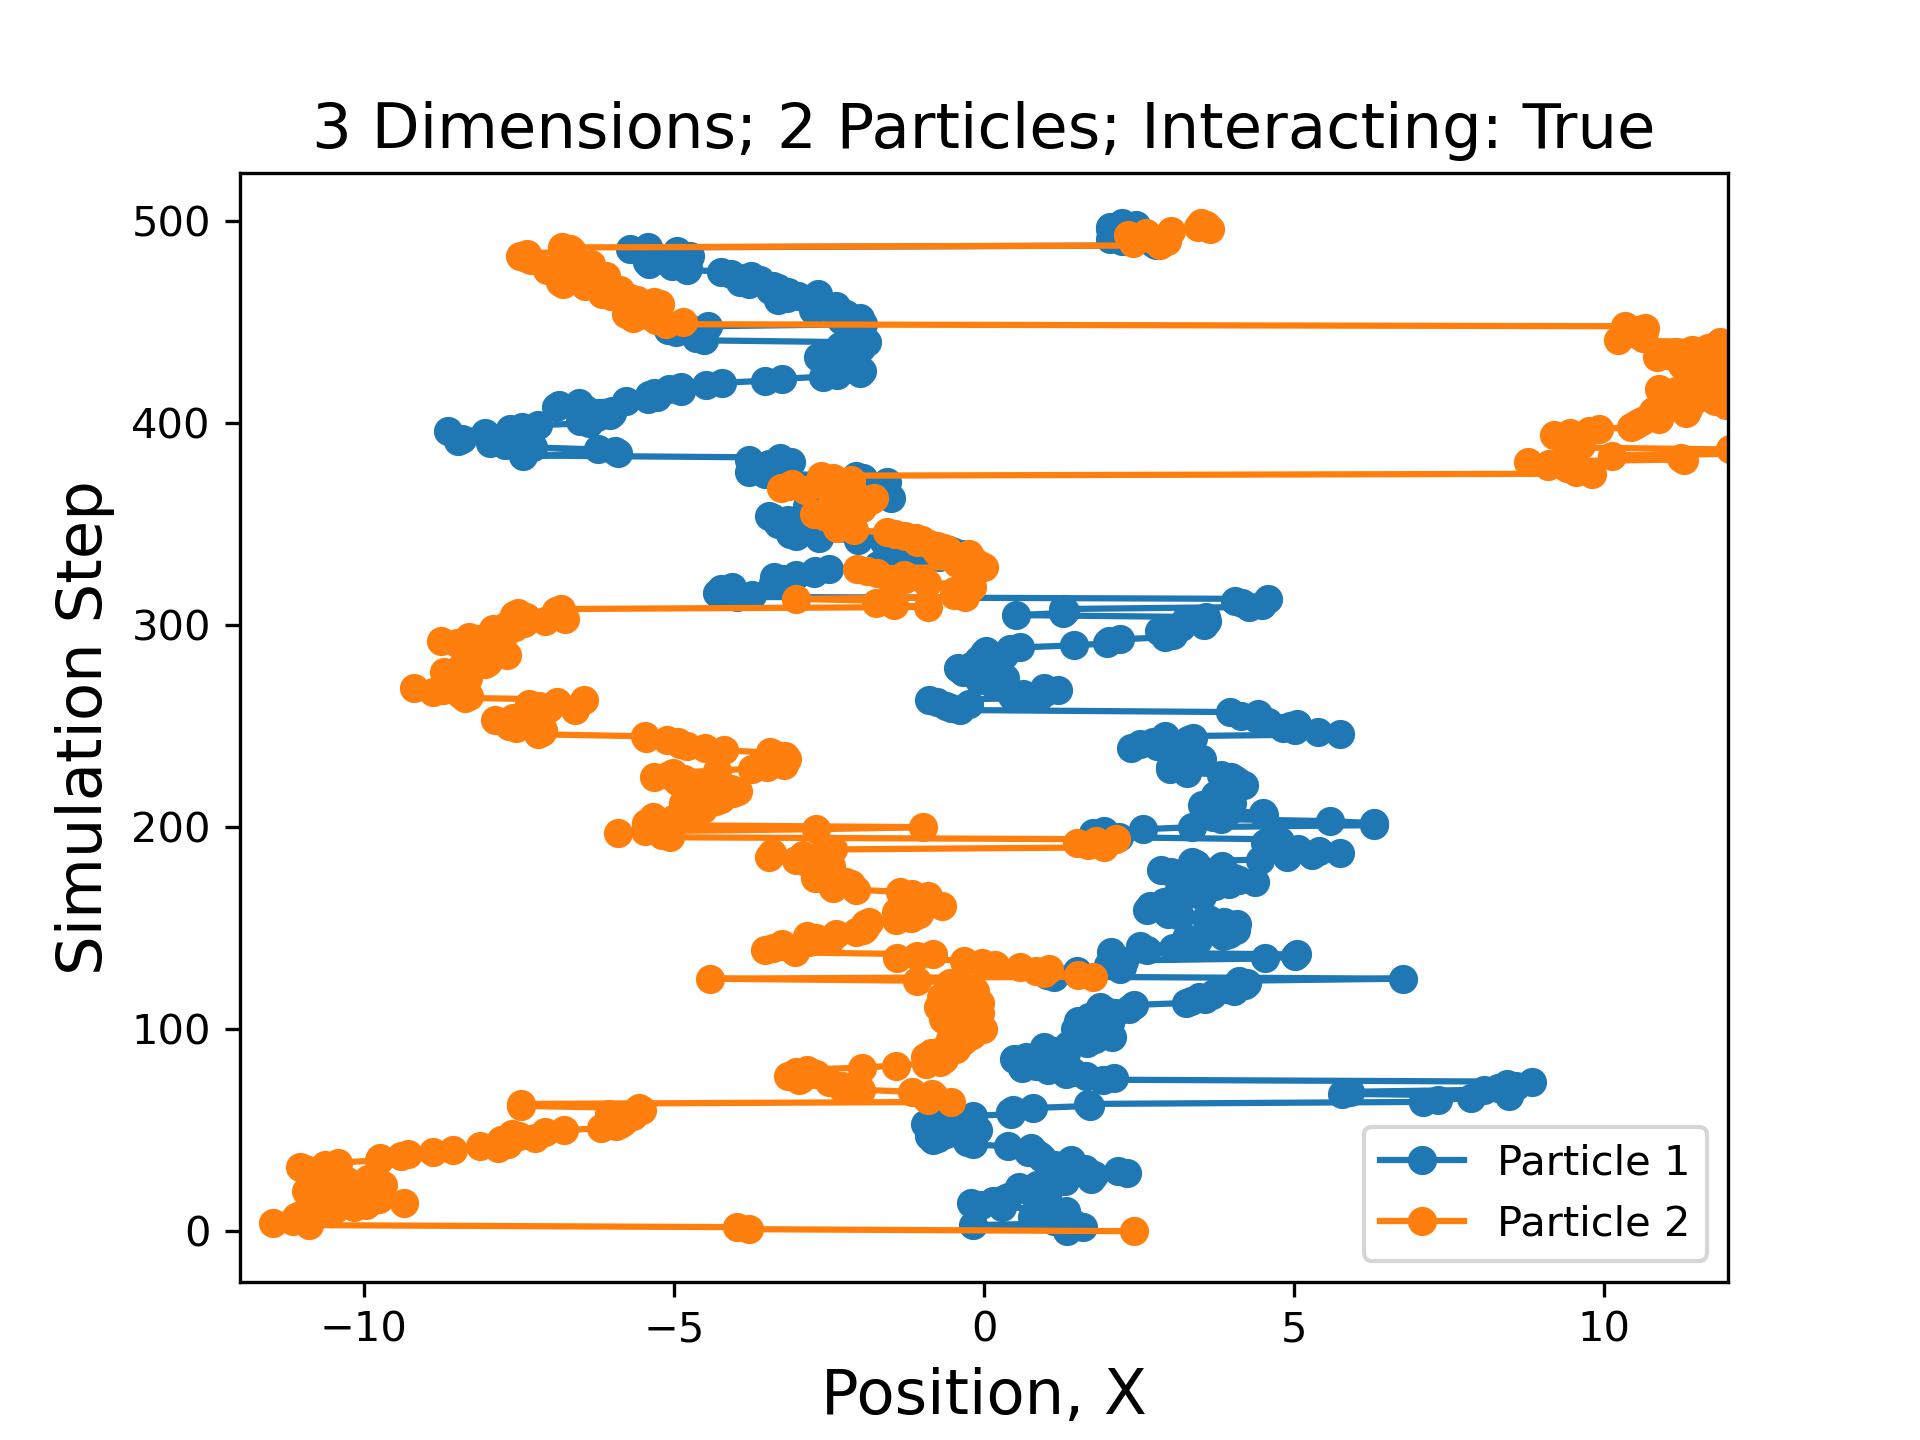 3 Dimensions; 2 Particles; Interacting: True
Simulation Step
500
400
300
200
100
0
−10
−5
0
5
10
Position, X
Particle 1
Particle 2